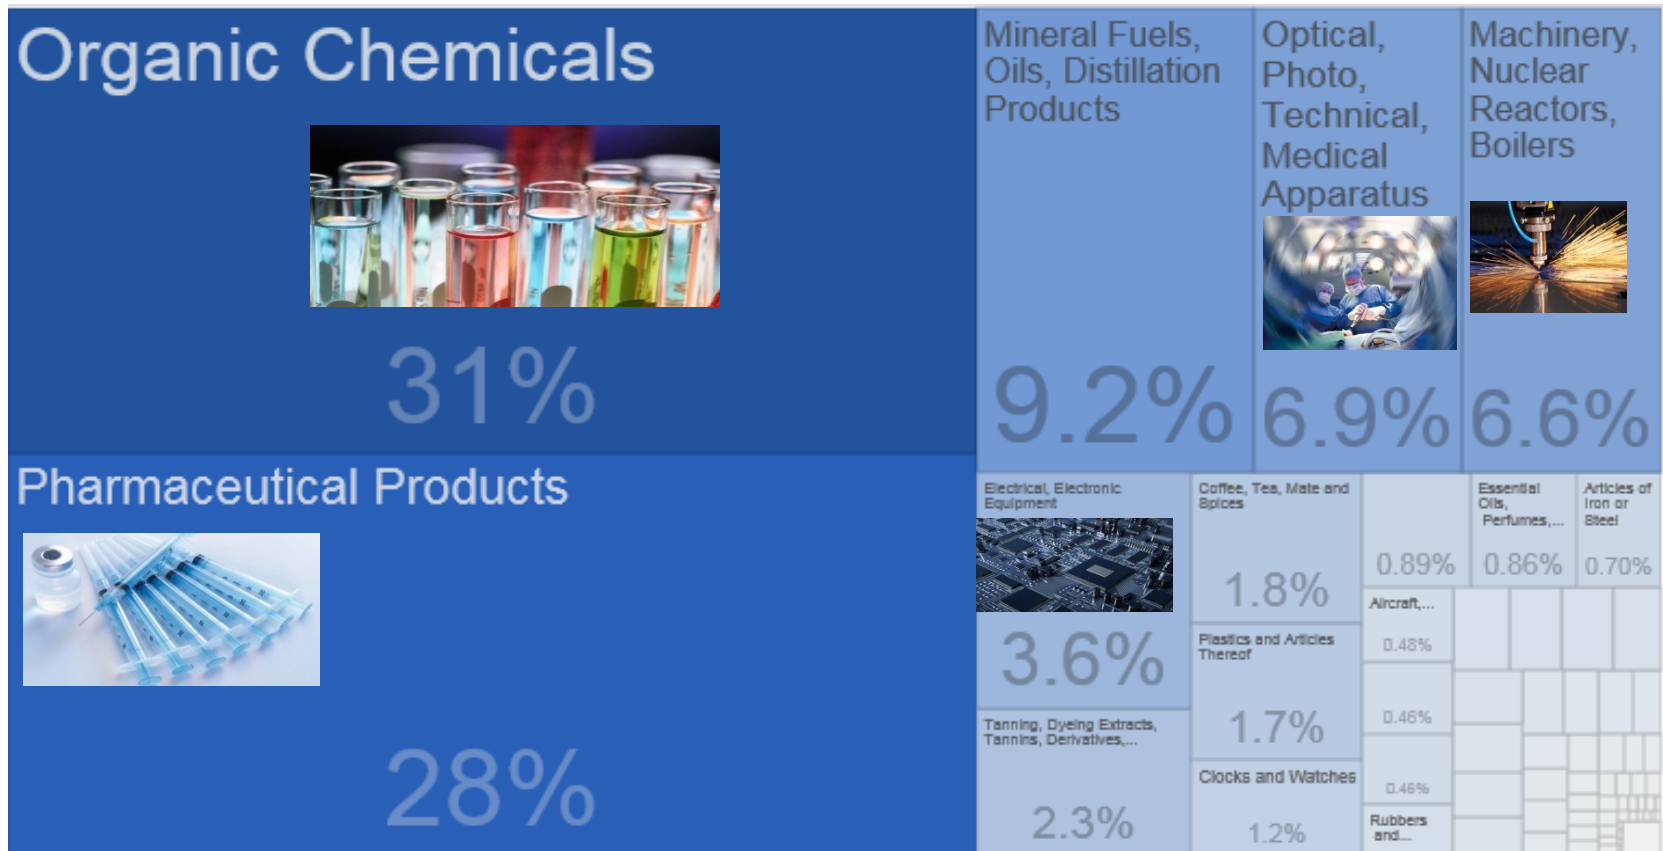 Organic Chemicals
31%
Pharmaceutical Products
28%
Mineral Fuels,
Oils, Distillation
Products
9.2%
Optical,
Photo,
Technical,
Medical
Apparatus
6.9%
Machinery,
Nuclear
Reactors,
Boilers
6.6%
Electrical, Electronic
Equipment
3.6%
Tanning, Dyeing Extracts,
Tannins, Derivatives,...
2.3%
Coffee, Tea, Mate and
Spices
1.8%
Plastics and Articles
Thereof
1.7%
Clocks and Watches
1.2%
0.89%
Essential
Oils,
Perfumes,...
0.86%
Articles of
Iron or
Steel
0.70%
Aircraft,...
0.48%
0.46%
0.46%
Rubbers
and...